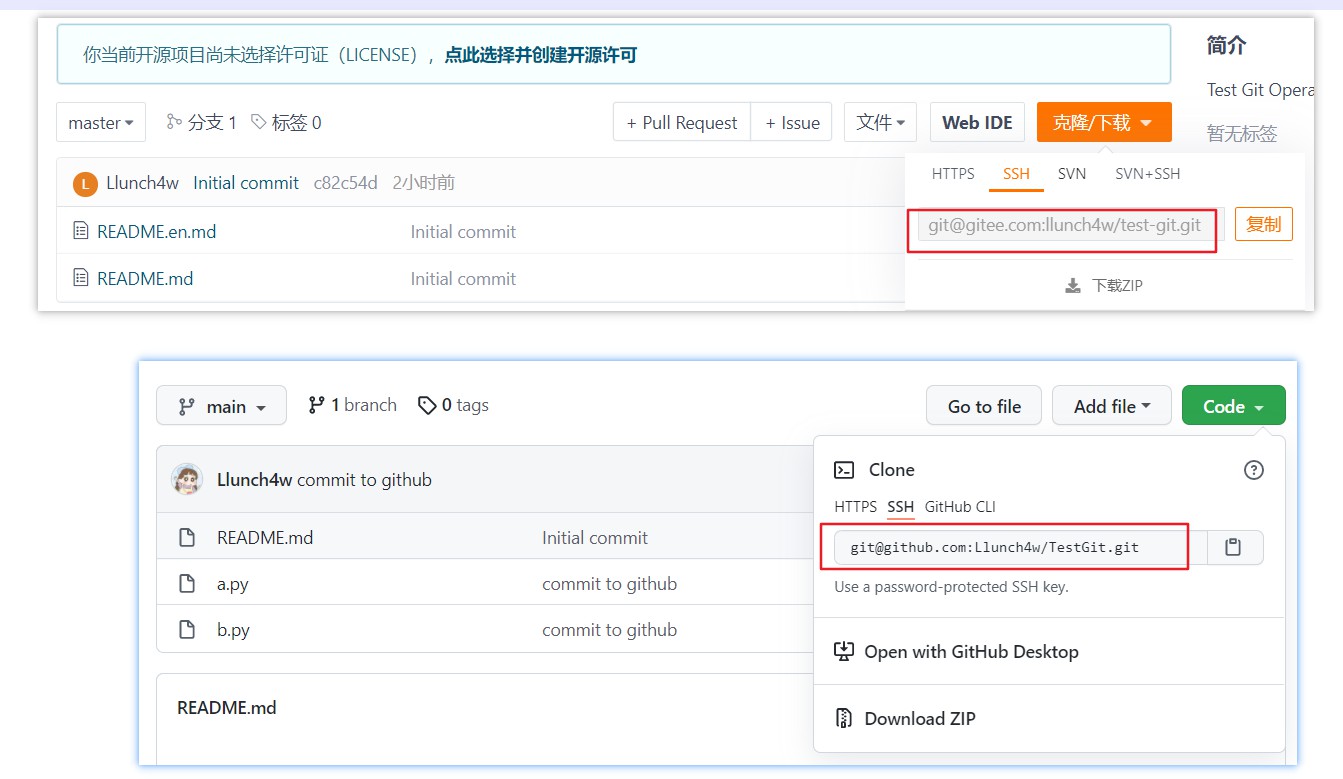 你当前开源项目尚未选择许可证（LICENSE），点此选择并创建开源许可
简介
Test Git Opera
暂无标签
master 分支 1 标签 0 + Pull Request + Issue 文件 Web IDE 克隆/下载
L Llunch4w Initial commit c82c54d 2小时前
HTTPS SSH SVN SVN+SSH
README.en.md Initial commit
git@gitee.com:llunch4w/test-git.git 复制
README.md Initial commit
下载ZIP
main 1 branch 0 tags Go to file Add file Code
Llunch4w commit to github
Clone
HTTPS SSH GitHub CLI
README.md Initial commit
git@github.com:Llunch4w/TestGit.git
a.py commit to github
Use a password-protected SSH key.
b.py commit to github
Open with GitHub Desktop
README.md
Download ZIP